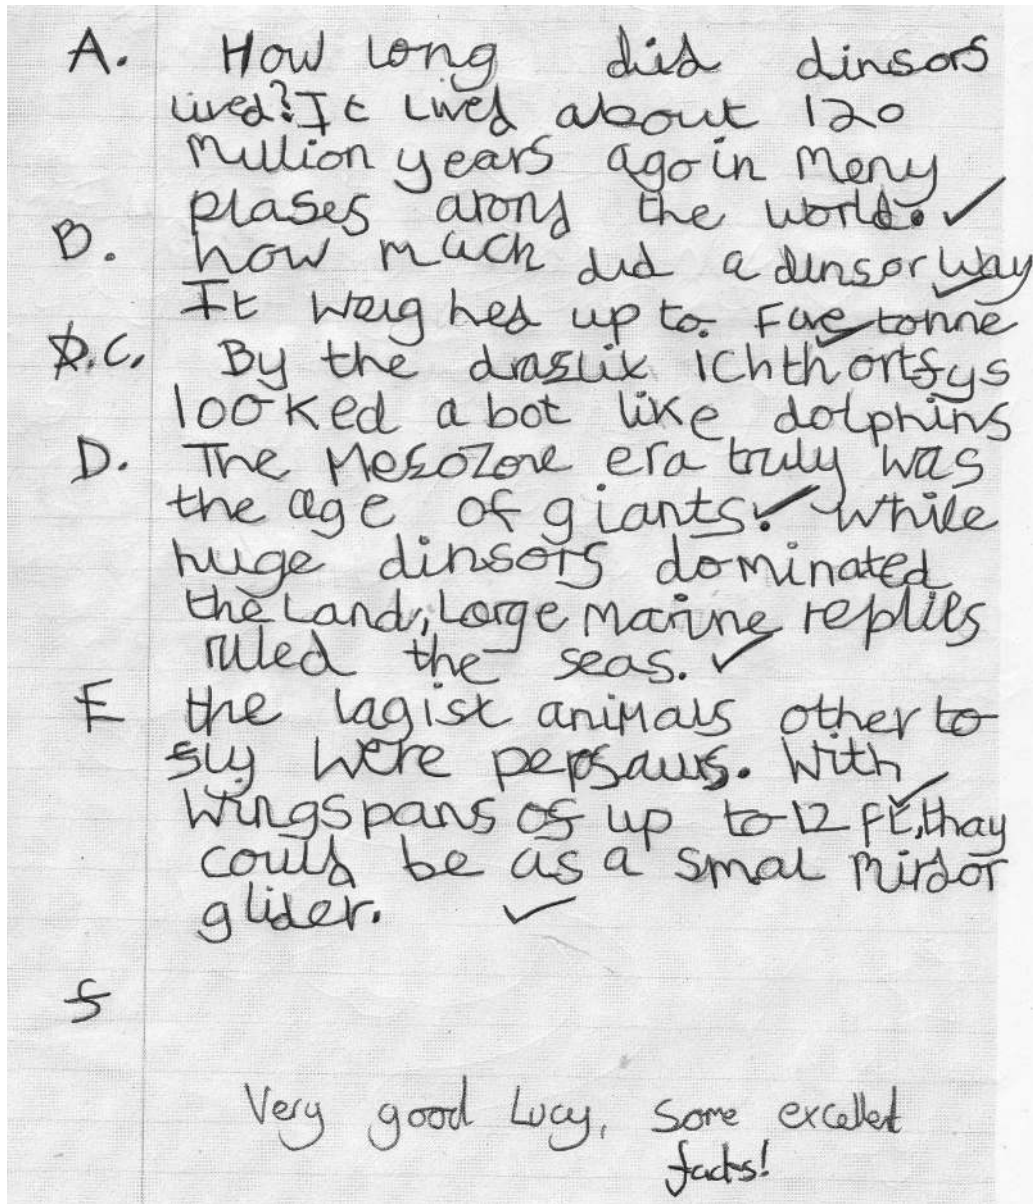 A. How long did dinsors
lived? It lived about 120
million years ago in meny
plases arond the world.
B. how much did a dinsor way
It weighed up to. five tonne
C. By the draslik ichthortsys
looked a bot like dolphins
D. The Mesozone era truly was
the age of giants. While
huge dinsors dominated
the Land, Large marine replils
ruled the seas.
E the lagist animals other to
sly were pepsaurs. With
wingspans of up to 12 ft, thay
could be as a smal
glider.
f
Very good Lucy, some excellent
facts!